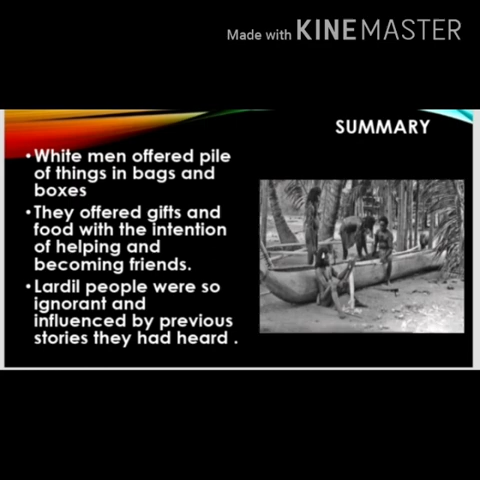 Made with KINEMASTER
SUMMARY
•White men offered pile
of things in bags and
boxes
•They offered gifts and
food with the intention
of helping and
becoming friends.
•Lardil people were so
ignorant and
influenced by previous
stories they had heard .